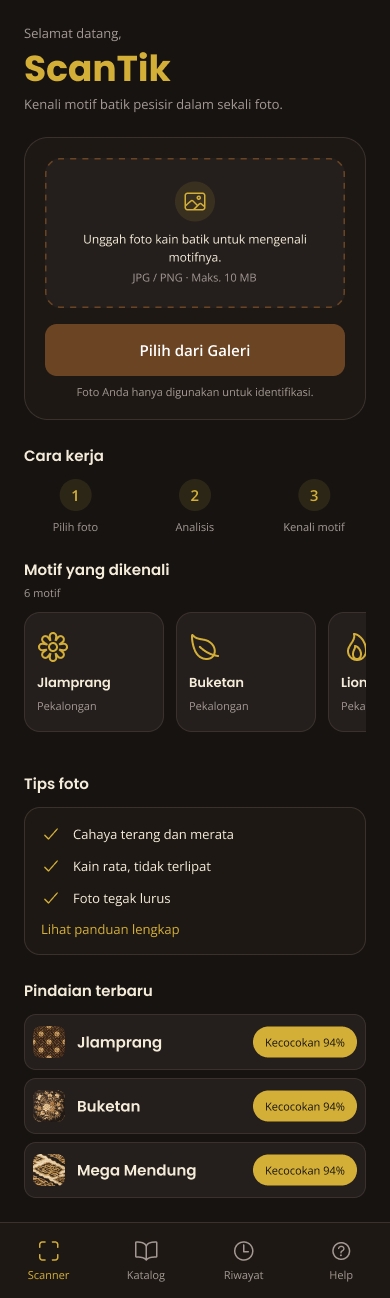 Selamat datang,
ScanTik
Kenali motif batik pesisir dalam sekali foto.
Unggah foto kain batik untuk mengenali
motifnya.
JPG / PNG · Maks. 10 MB
Pilih dari Galeri
Foto Anda hanya digunakan untuk identifikasi.
Cara kerja
1
2
3
Pilih foto
Analisis
Kenali motif
Motif yang dikenali
6 motif
Jlamprang
Buketan
Lion
Pekalongan
Pekalongan
Peka
Tips foto
Cahaya terang dan merata
Kain rata, tidak terlipat
Foto tegak lurus
Lihat panduan lengkap
Pindaian terbaru
Jlamprang
Kecocokan 94%
Buketan
Kecocokan 94%
Mega Mendung
Kecocokan 94%
Scanner
Katalog
Riwayat
Help